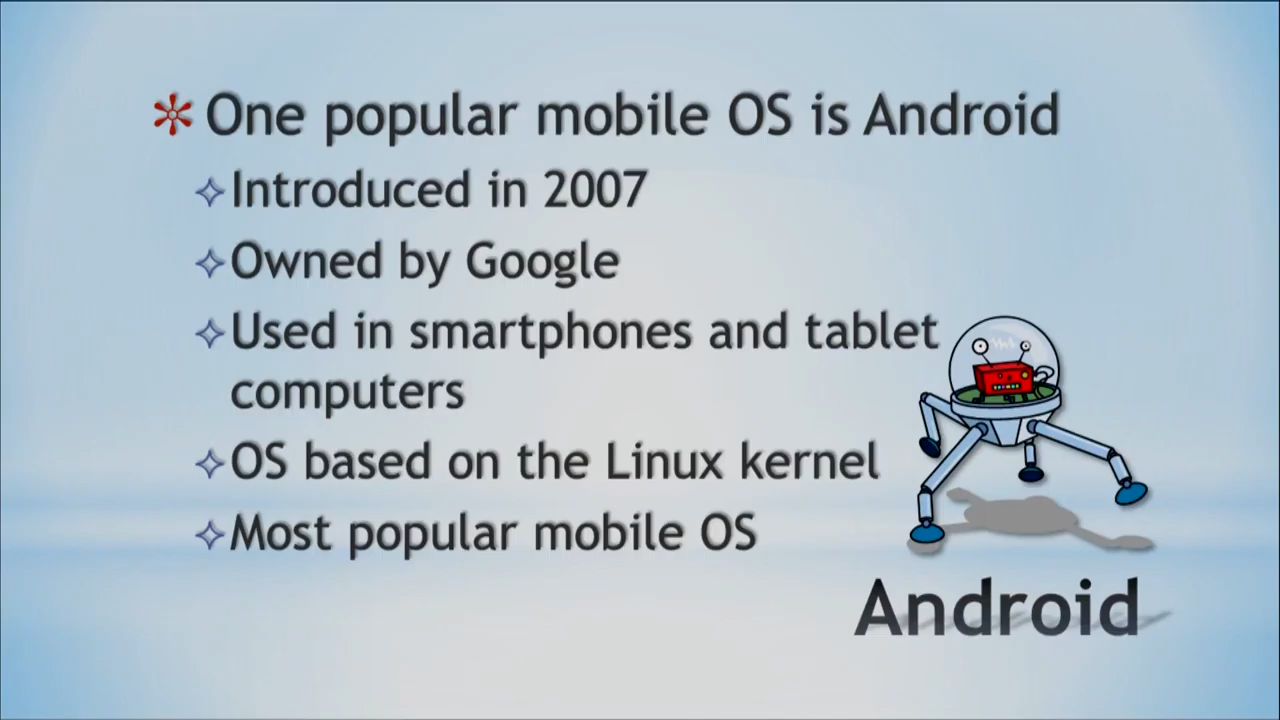 One popular mobile OS is Android
Introduced in 2007
Owned by Google
Used in smartphones and tablet
computers
OS based on the Linux kernel
Most popular mobile OS
Android